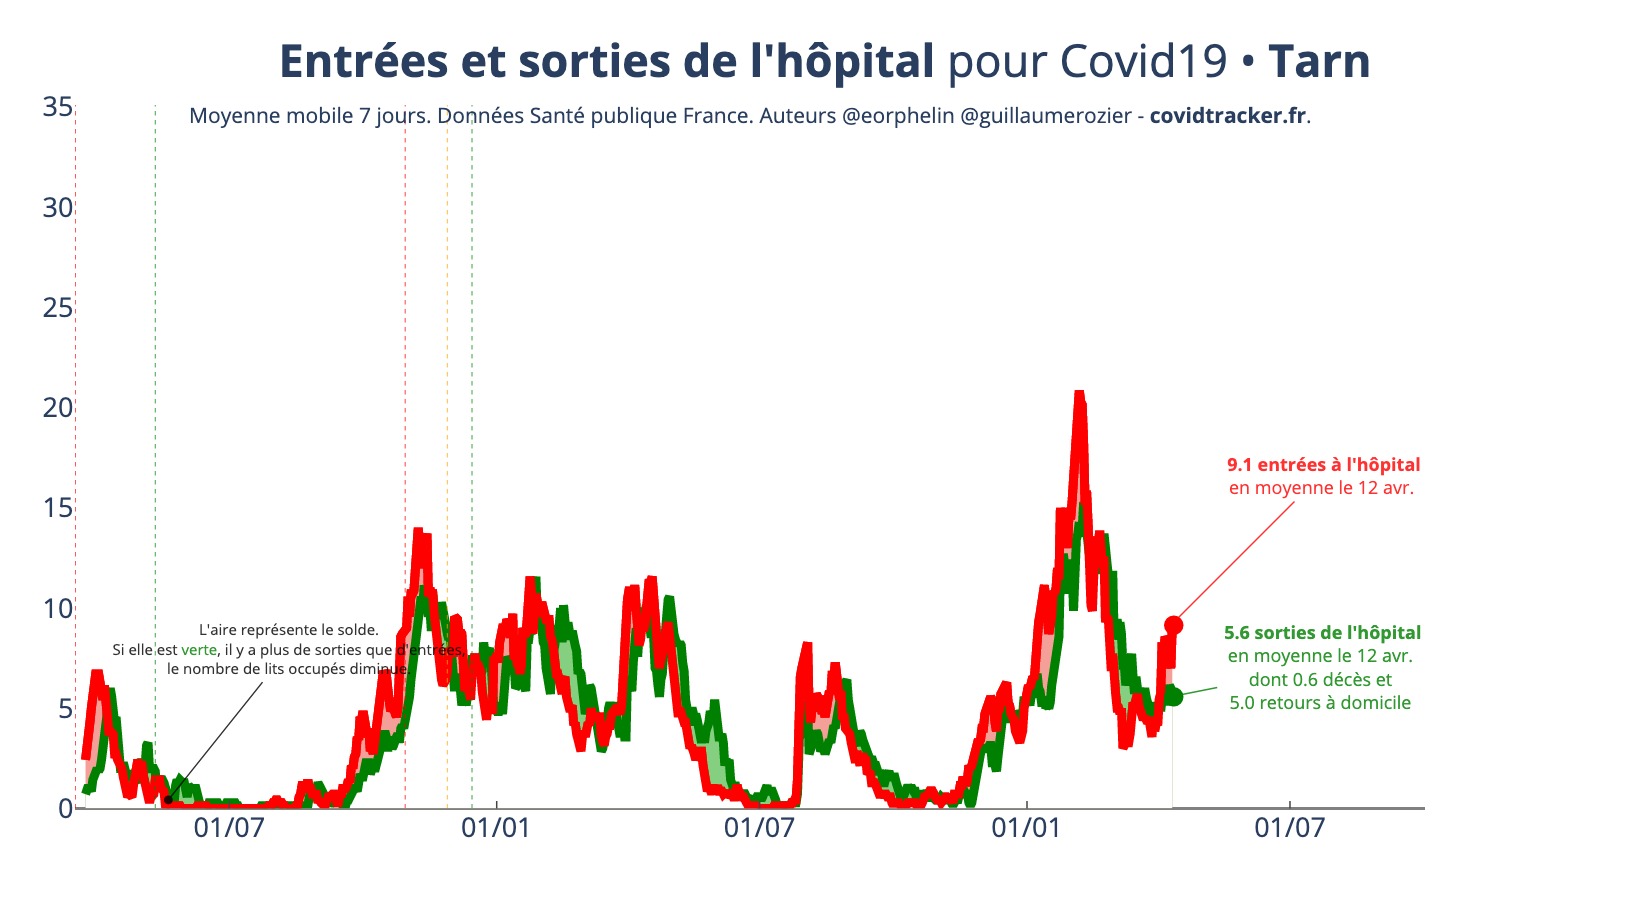 Entrées et sorties de l'hôpital pour Covid19 • Tarn
Moyenne mobile 7 jours. Données Santé publique France. Auteurs @eorphelin @guillaumerozier - covidtracker.fr.
35
30
25
20
15
10
5
0
L'aire représente le solde.
Si elle est verte, il y a plus de sorties que d'entrées,
le nombre de lits occupés diminue.
9.1 entrées à l'hôpital
en moyenne le 12 avr.
5.6 sorties de l'hôpital
en moyenne le 12 avr.
dont 0.6 décès et
5.0 retours à domicile
01/07
01/01
01/07
01/01
01/07